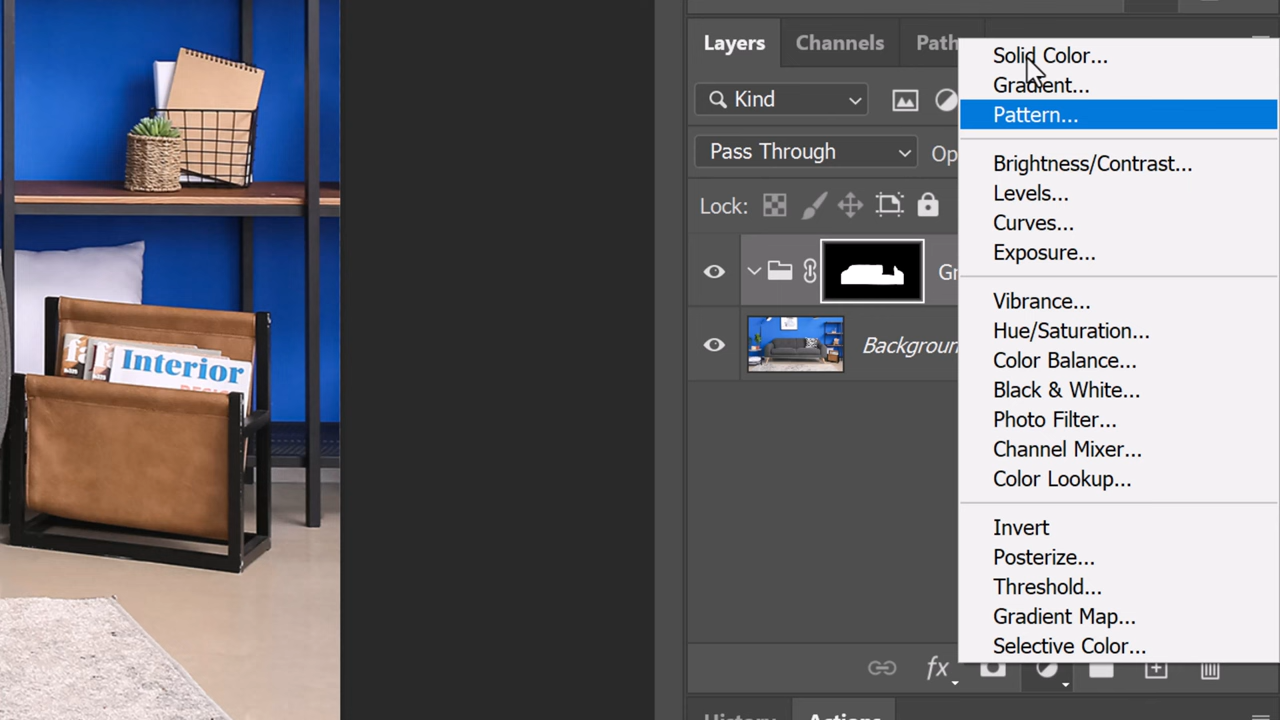 Layers Channels Path
Kind
Pass Through Op
Lock:
Gr
Backgroun
fx
Actions
Solid Color...
Gradient...
Pattern...
Brightness/Contrast...
Levels...
Curves...
Exposure...
Vibrance...
Hue/Saturation...
Color Balance...
Black & White...
Photo Filter...
Channel Mixer...
Color Lookup...
Invert
Posterize...
Threshold...
Gradient Map...
Selective Color...
Interior